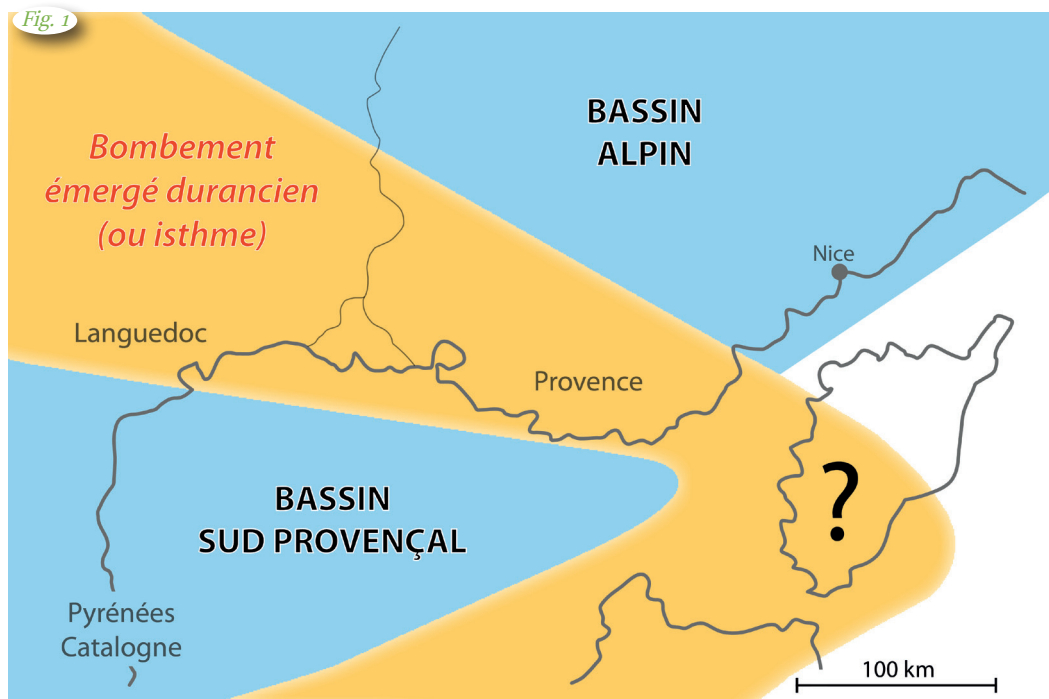 Fig. 1
BASSIN
ALPIN
Bombement
émergé durancien
(ou isthme)
Nice
Languedoc
Provence
?
BASSIN
SUD PROVENÇAL
Pyrénées
Catalogne
100 km